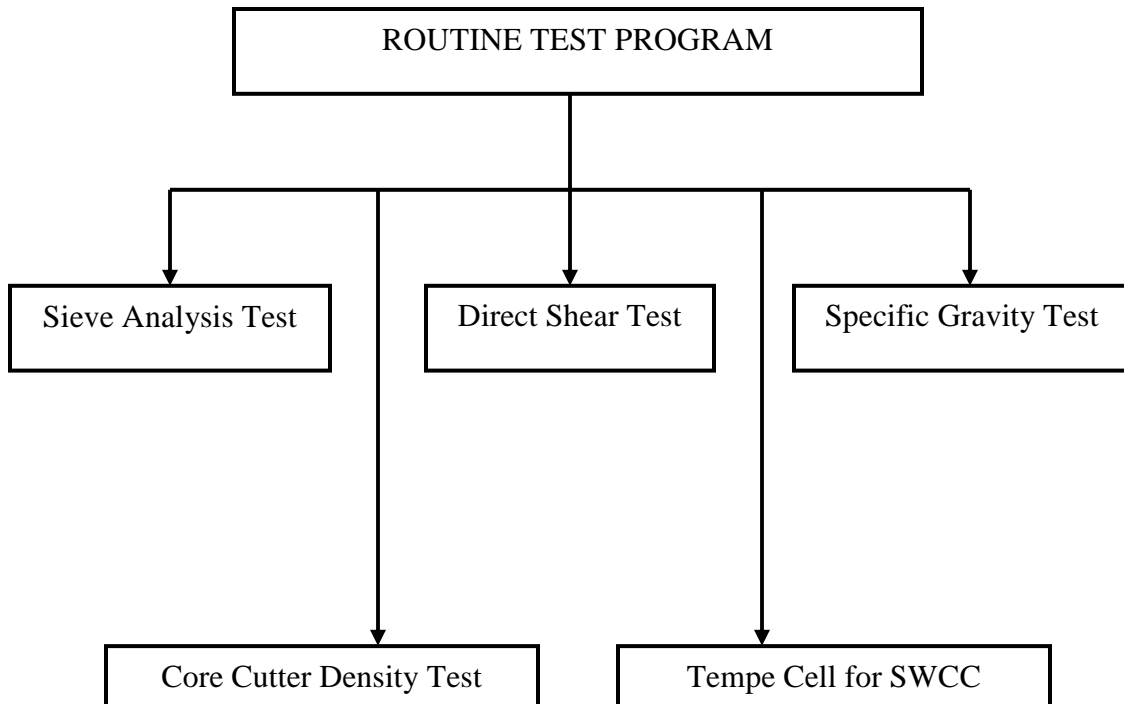 ROUTINE TEST PROGRAM
Sieve Analysis Test
Direct Shear Test
Specific Gravity Test
Core Cutter Density Test
Tempe Cell for SWCC